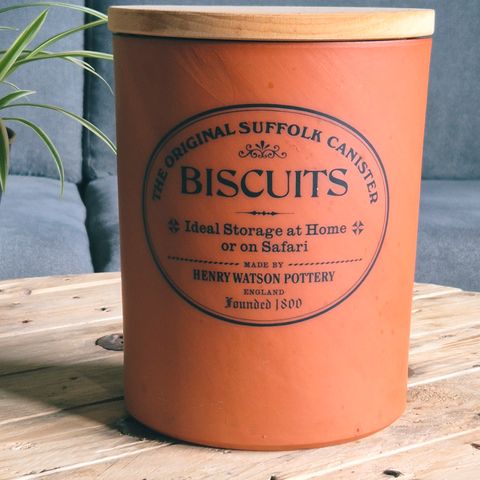 THE ORIGINAL SUFFOLK CANISTER
BISCUITS
Ideal Storage at Home
or on Safari
MADE BY
HENRY WATSON POTTERY
ENGLAND
Founded 1800